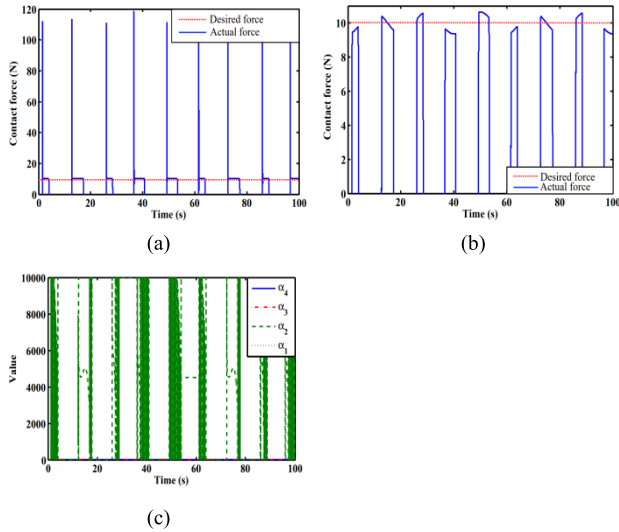 120
100
80
60
40
20
0
Contact force (N)
Desired force
Actual force
0 20 40 60 80 100
Time (s)
(a)
10
8
6
4
2
0
Contact force (N)
Desired force
Actual force
0 20 40 60 80 100
Time (s)
(b)
10000
8000
6000
4000
2000
0
Value
α4
α3
α2
α1
0 20 40 60 80 100
Time (s)
(c)